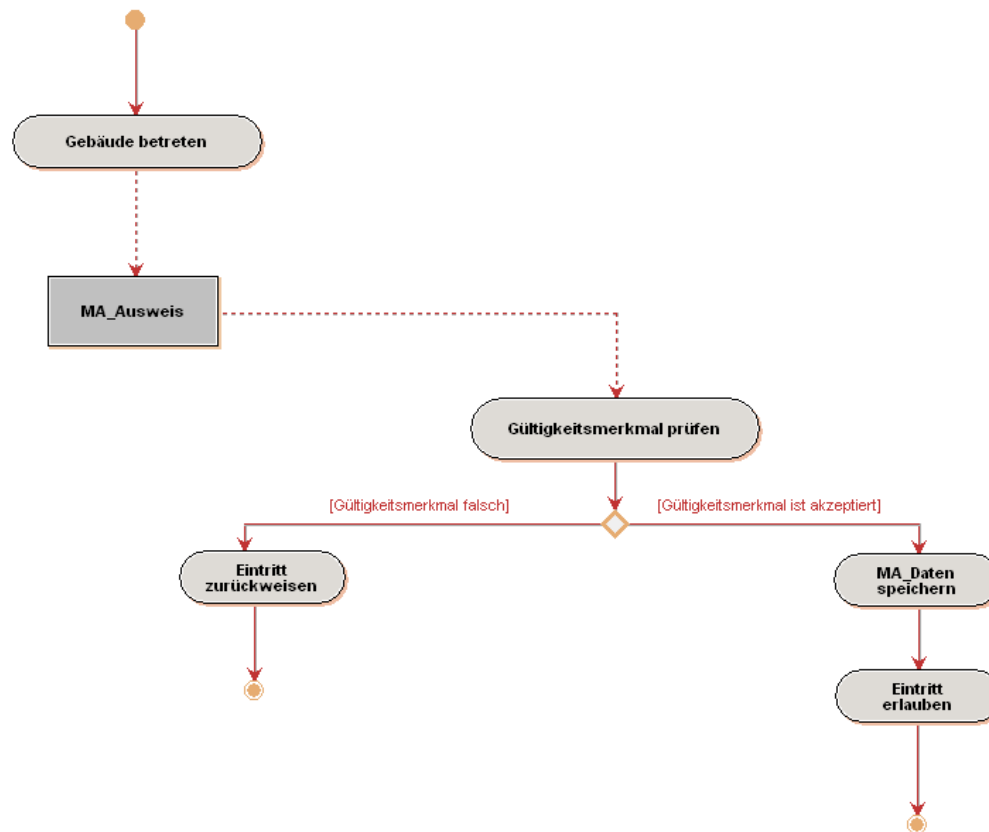 Gebäude betreten
MA_Ausweis
Gültigkeitsmerkmal prüfen
[Gültigkeitsmerkmal falsch]
[Gültigkeitsmerkmal ist akzeptiert]
Eintritt
zurückweisen
MA_Daten
speichern
Eintritt
erlauben